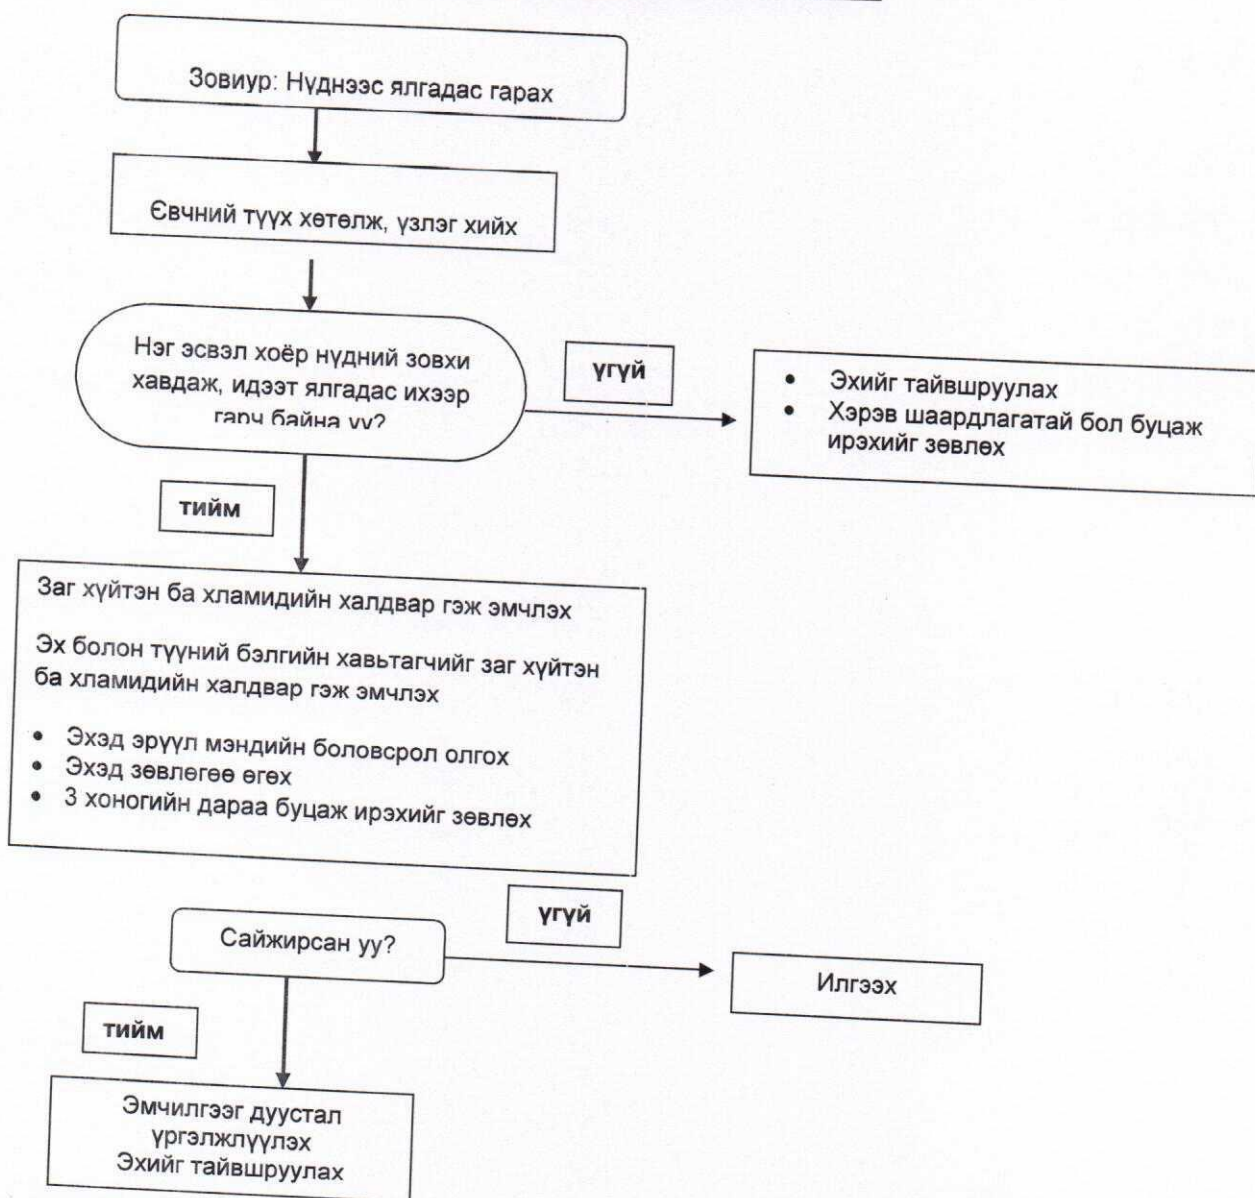 Зовиур: Нүднээс ялгадас гарах
Євчний түүх хөтөлж, үзлэг хийх
Нэг эсвэл хоёр нүдний зовхи
хавдаж, идээт ялгадас ихээр
гарч байна уу?
үгүй
• Эхийг тайвшруулах
• Хэрэв шаардлагатай бол буцаж
ирэхийг зөвлөх
тийм
Заг хүйтэн ба хламидийн халдвар гэж эмчлэх
Эх болон түүний бэлгийн хавьтагчийг заг хүйтэн
ба хламидийн халдвар гэж эмчлэх
• Эхэд эрүүл мэндийн боловсрол олгох
• Эхэд зөвлөгөө өгөх
• 3 хоногийн дараа буцаж ирэхийг зөвлөх
үгүй
Сайжирсан уу?
Илгээх
тийм
Эмчилгээг дуустал
үргэлжлүүлэх
Эхийг тайвшруулах